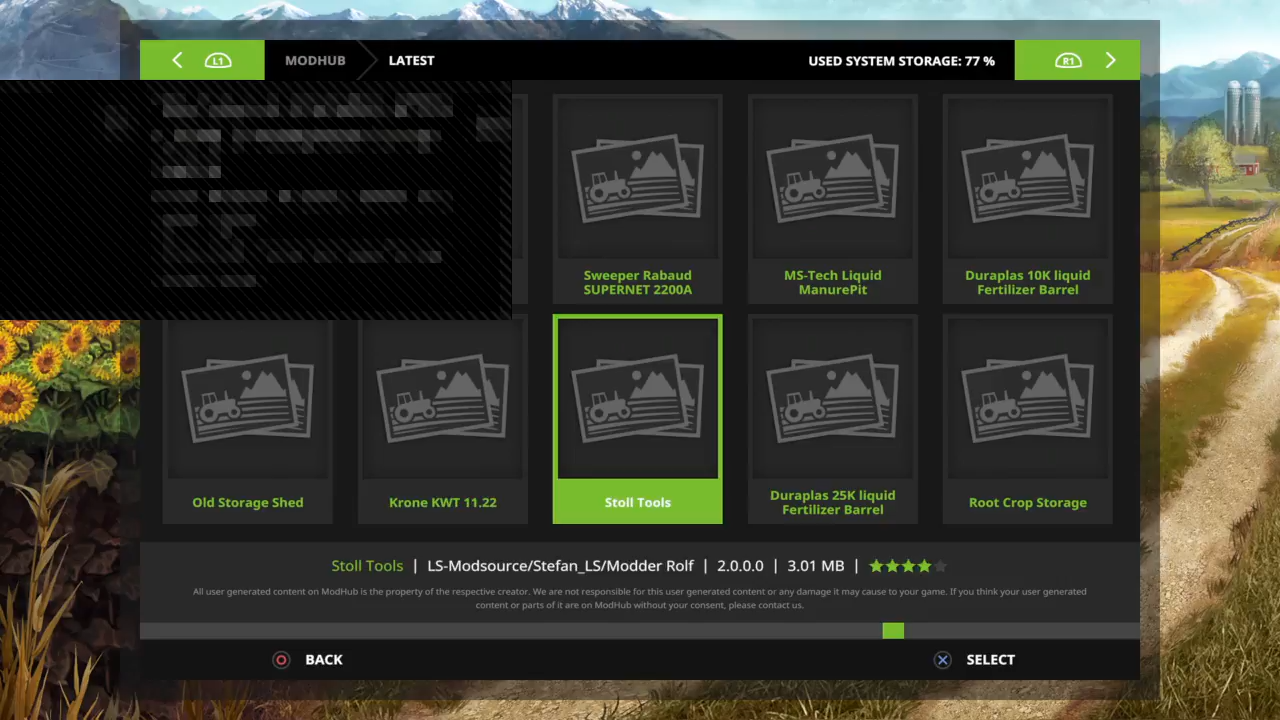 L1
MODHUB
LATEST
USED SYSTEM STORAGE: 77 %
R1
Sweeper Rabaud
SUPERNET 2200A
MS-Tech Liquid
ManurePit
Duraplas 10K liquid
Fertilizer Barrel
Old Storage Shed
Krone KWT 11.22
Stoll Tools
Duraplas 25K liquid
Fertilizer Barrel
Root Crop Storage
Stoll Tools | LS-Modsource/Stefan_LS/Modder Rolf | 2.0.0.0 | 3.01 MB |
All user generated content on ModHub is the property of the respective creator. We are not responsible for this user generated content or any damage it may cause to your game. If you think your user generated
content or parts of it are on ModHub without your consent, please contact us.
BACK
SELECT